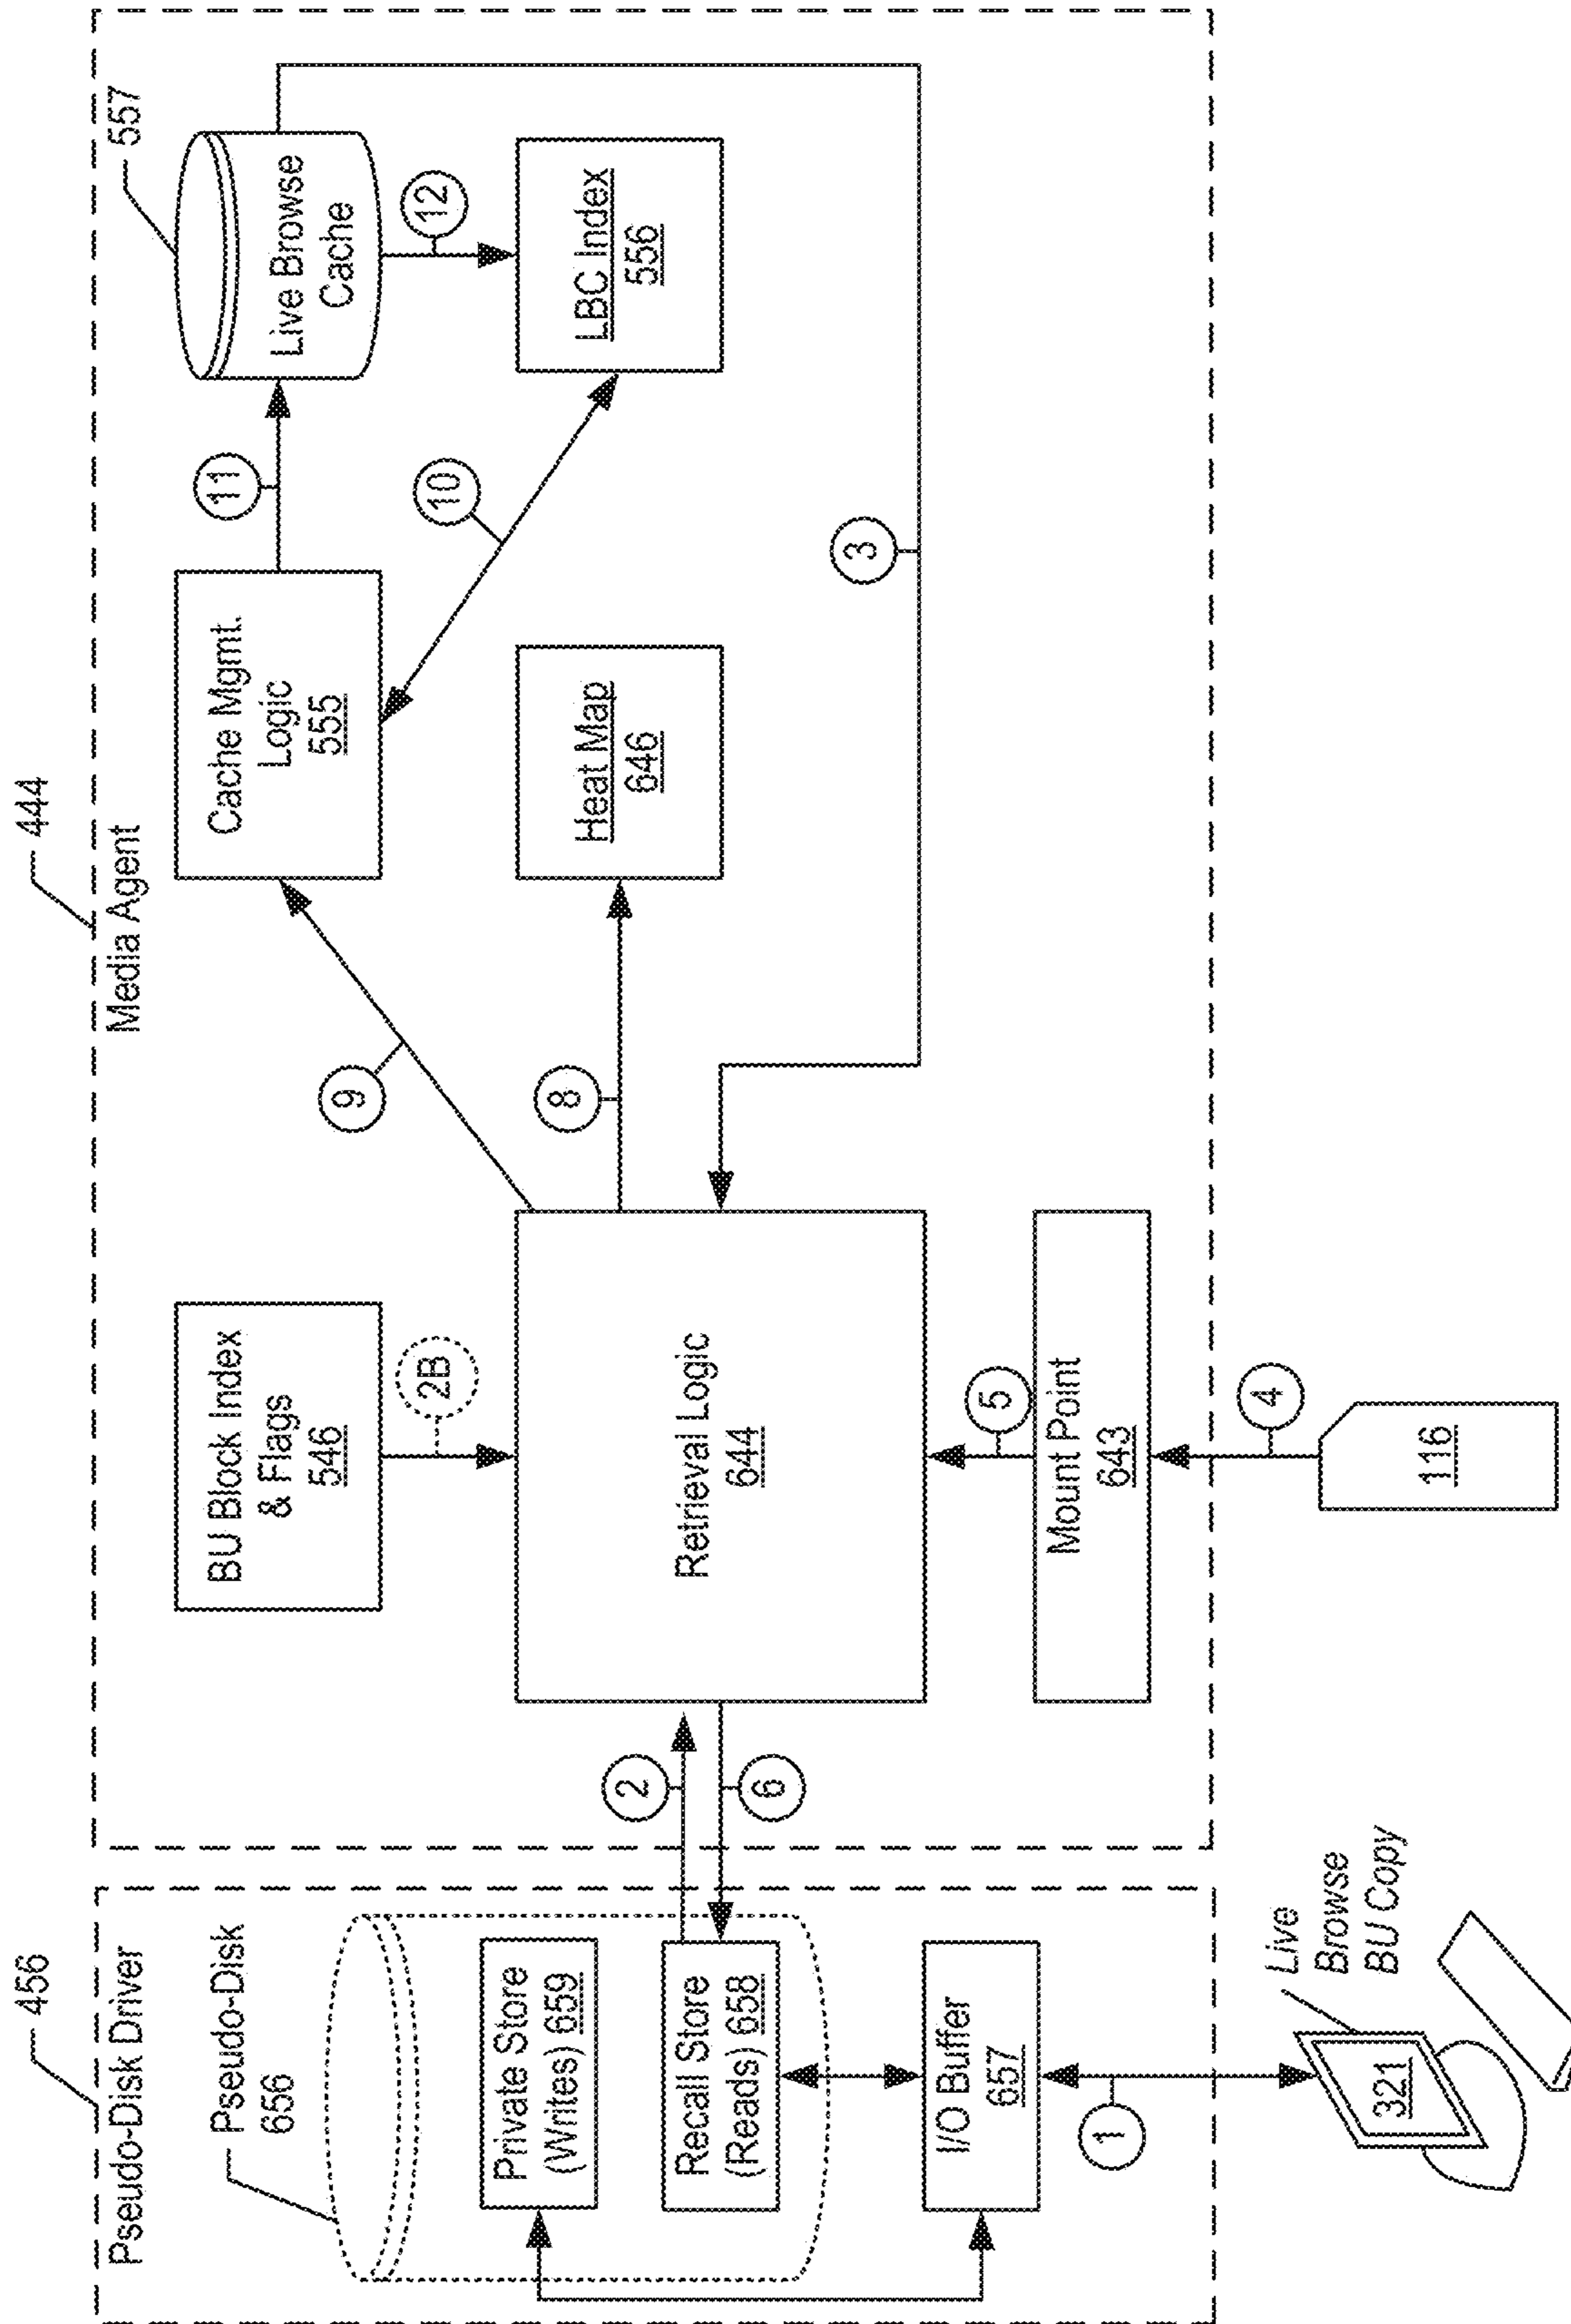 456
Pseudo-Disk Driver
Pseudo-Disk
656
Private Store
(Writes) 659
Recall Store
(Reads) 658
I/O Buffer
657
1
321
Live
Browse
BU Copy
2
6
444
Media Agent
BU Block Index
& Flags
546
2B
Retrieval Logic
644
5
Mount Point
643
4
116
9
8
Cache Mgmt.
Logic
555
Heat Map
646
11
10
3
557
Live Browse
Cache
12
LBC Index
556